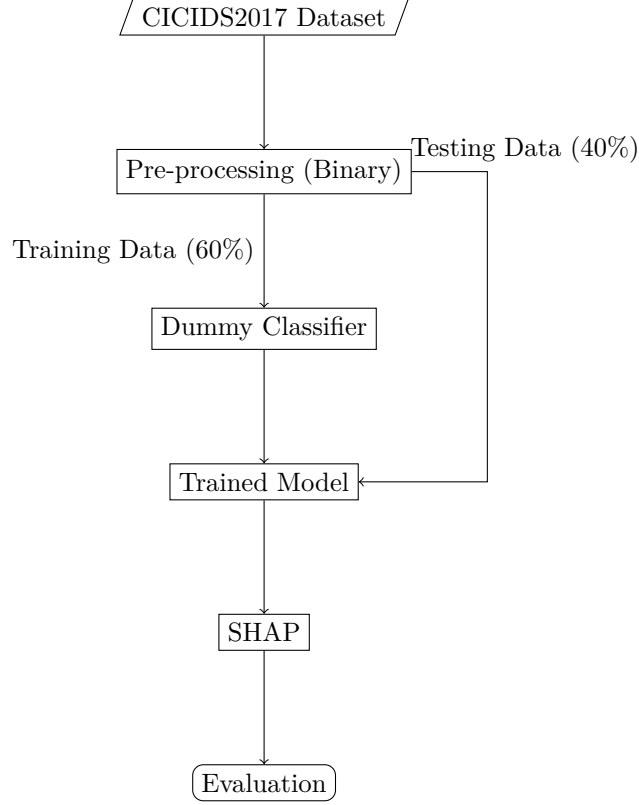 CICIDS2017 Dataset
Pre-processing (Binary)
Testing Data (40%)
Training Data (60%)
Dummy Classifier
Trained Model
SHAP
Evaluation